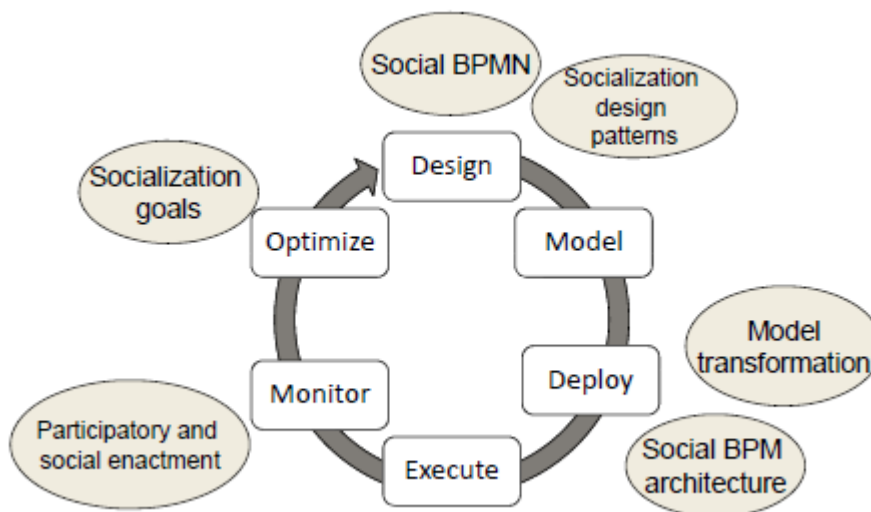 Social BPMN
Socialization
design
patterns
Design
Socialization
goals
Optimize
Model
Model
transformation
Deploy
Monitor
Participatory and
social enactment
Execute
Social BPM
architecture